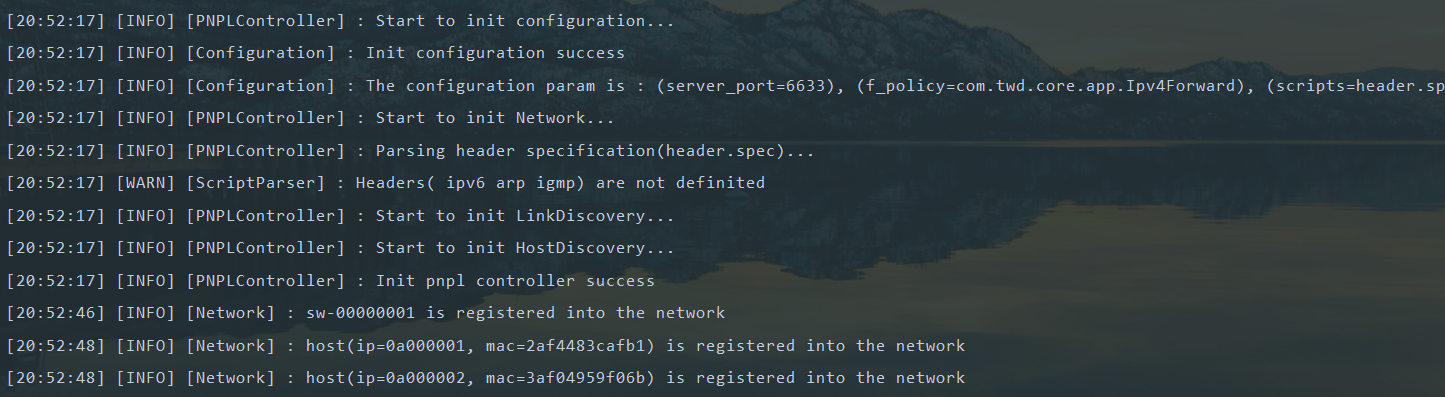 [20:52:17] [INFO] [PNPLController] : Start to init configuration...
[20:52:17] [INFO] [Configuration] : Init configuration success
[20:52:17] [INFO] [Configuration] : The configuration param is : (server_port=6633), (f_policy=com.twd.core.app.Ipv4Forward), (scripts=header.sp
[20:52:17] [INFO] [PNPLController] : Start to init Network...
[20:52:17] [INFO] [PNPLController] : Parsing header specification(header.spec)...
[20:52:17] [WARN] [ScriptParser] : Headers( ipv6 arp igmp) are not definited
[20:52:17] [INFO] [PNPLController] : Start to init LinkDiscovery...
[20:52:17] [INFO] [PNPLController] : Start to init HostDiscovery...
[20:52:17] [INFO] [PNPLController] : Init pnpl controller success
[20:52:46] [INFO] [Network] : sw-00000001 is registered into the network
[20:52:48] [INFO] [Network] : host(ip=0a000001, mac=2af4483cafb1) is registered into the network
[20:52:48] [INFO] [Network] : host(ip=0a000002, mac=3af04959f06b) is registered into the network